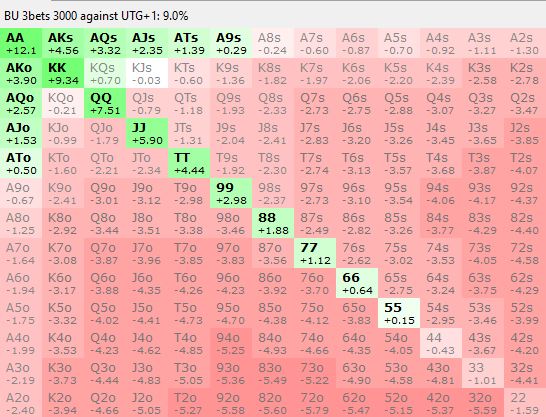 BU 3bets 3000 against UTG+1: 9.0%
AA AKs AQs AJs ATs A9s A8s A7s A6s A5s A4s A3s A2s
+12.1 +4.56 +3.32 +2.35 +1.39 +0.29 -0.24 -0.60 -0.87 -0.70 -0.92 -1.11 -1.30
AKo KK KQs KJs KTs K9s K8s K7s K6s K5s K4s K3s K2s
+3.90 +9.34 +0.70 -0.03 -0.60 -1.36 -1.82 -1.97 -2.06 -2.20 -2.39 -2.58 -2.78
AQo KQo QQ QJs QTs Q9s Q8s Q7s Q6s Q5s Q4s Q3s Q2s
+2.57 -0.21 +7.51 -0.79 -1.18 -1.93 -2.33 -2.73 -2.75 -2.88 -3.07 -3.27 -3.47
AJo KJo QJo JJ JTs J9s J8s J7s J6s J5s J4s J3s J2s
+1.53 -0.99 -1.79 +5.90 -1.31 -2.04 -2.41 -2.83 -3.20 -3.26 -3.45 -3.65 -3.85
ATo KTo QTo JTo TT T9s T8s T7s T6s T5s T4s T3s T2s
+0.50 -1.60 -2.21 -2.34 +4.44 -1.92 -2.30 -2.74 -3.13 -3.57 -3.68 -3.87 -4.07
A9o K9o Q9o J9o T9o 99 98s 97s 96s 95s 94s 93s 92s
-0.67 -2.41 -3.01 -3.12 -2.98 +2.98 -2.37 -2.73 -3.10 -3.54 -4.06 -4.17 -4.37
A8o K8o Q8o J8o T8o 98o 88 87s 86s 85s 84s 83s 82s
-1.25 -2.92 -3.44 -3.51 -3.38 -3.46 +1.88 -2.49 -2.82 -3.26 -3.77 -4.29 -4.40
A7o K7o Q7o J7o T7o 97o 87o 77 76s 75s 74s 73s 72s
-1.64 -3.08 -3.87 -3.96 -3.85 -3.83 -3.56 +1.12 -2.62 -3.02 -3.53 -4.05 -4.58
A6o K6o Q6o J6o T6o 96o 86o 76o 66 65s 64s 63s 62s
-1.94 -3.17 -3.88 -4.35 -4.26 -4.23 -3.92 -3.70 +0.64 -2.75 -3.24 -3.75 -4.29
A5o K5o Q5o J5o T5o 95o 85o 75o 65o 55 54s 53s 52s
-1.75 -3.32 -4.02 -4.41 -4.73 -4.70 -4.38 -4.12 -3.83 +0.15 -2.95 -3.46 -3.99
A4o K4o Q4o J4o T4o 94o 84o 74o 64o 54o 44 43s 42s
-1.99 -3.53 -4.24 -4.62 -4.85 -5.25 -4.93 -4.66 -4.35 -4.05 -0.43 -3.67 -4.20
A3o K3o Q3o J3o T3o 93o 83o 73o 63o 53o 43o 33 32s
-2.19 -3.73 -4.44 -4.83 -5.05 -5.36 -5.49 -5.22 -4.90 -4.58 -4.81 -1.01 -4.41
A2o K2o Q2o J2o T2o 92o 82o 72o 62o 52o 42o 32o 22
-2.40 -3.94 -4.66 -5.05 -5.27 -5.58 -5.60 -5.79 -5.47 -5.15 -5.37 -5.59 -1.59